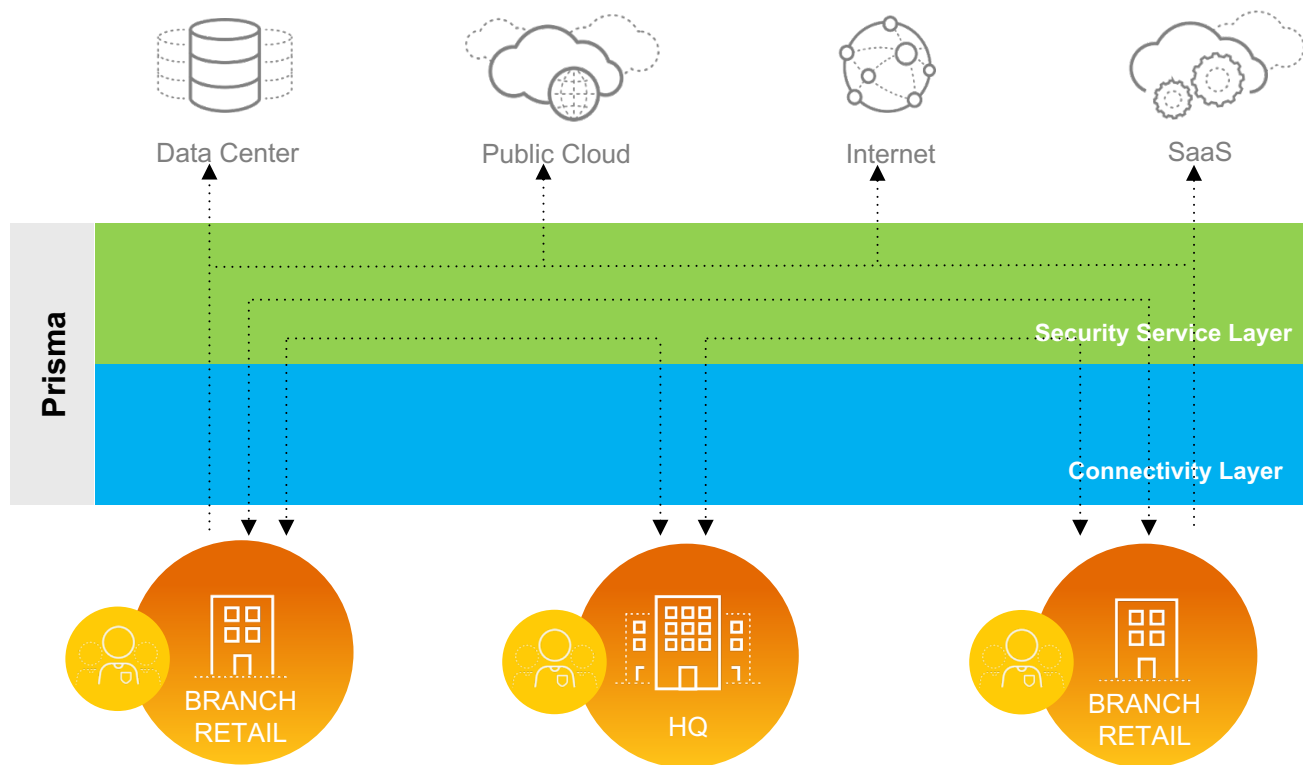 Data Center
Public Cloud
Internet
SaaS
Prisma
Security Service Layer
Connectivity Layer
BRANCH
RETAIL
HQ
BRANCH
RETAIL